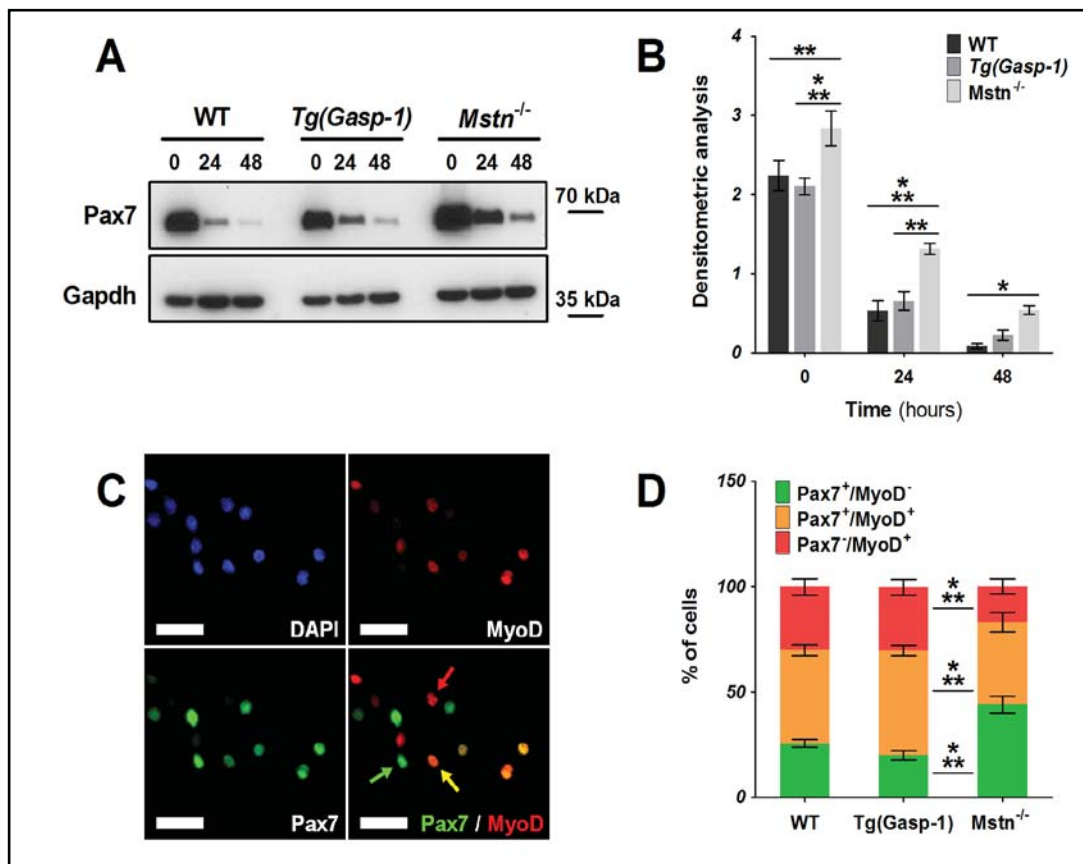 A
WT Tg(Gasp-1) Mstn-/-
0 24 48 0 24 48 0 24 48
Pax7
70 kDa
Gapdh
35 kDa
B
WT
Tg(Gasp-1)
Mstn-/-
Densitometric analysis
4
3
2
1
0
**
*
**
*
**
**
*
0 24 48
Time (hours)
C
DAPI
MyoD
Pax7
Pax7 / MyoD
D
Pax7+/MyoD-
Pax7+/MyoD+
Pax7-/MyoD+
% of cells
150
100
50
0
*
**
*
**
*
**
WT Tg(Gasp-1) Mstn-/-